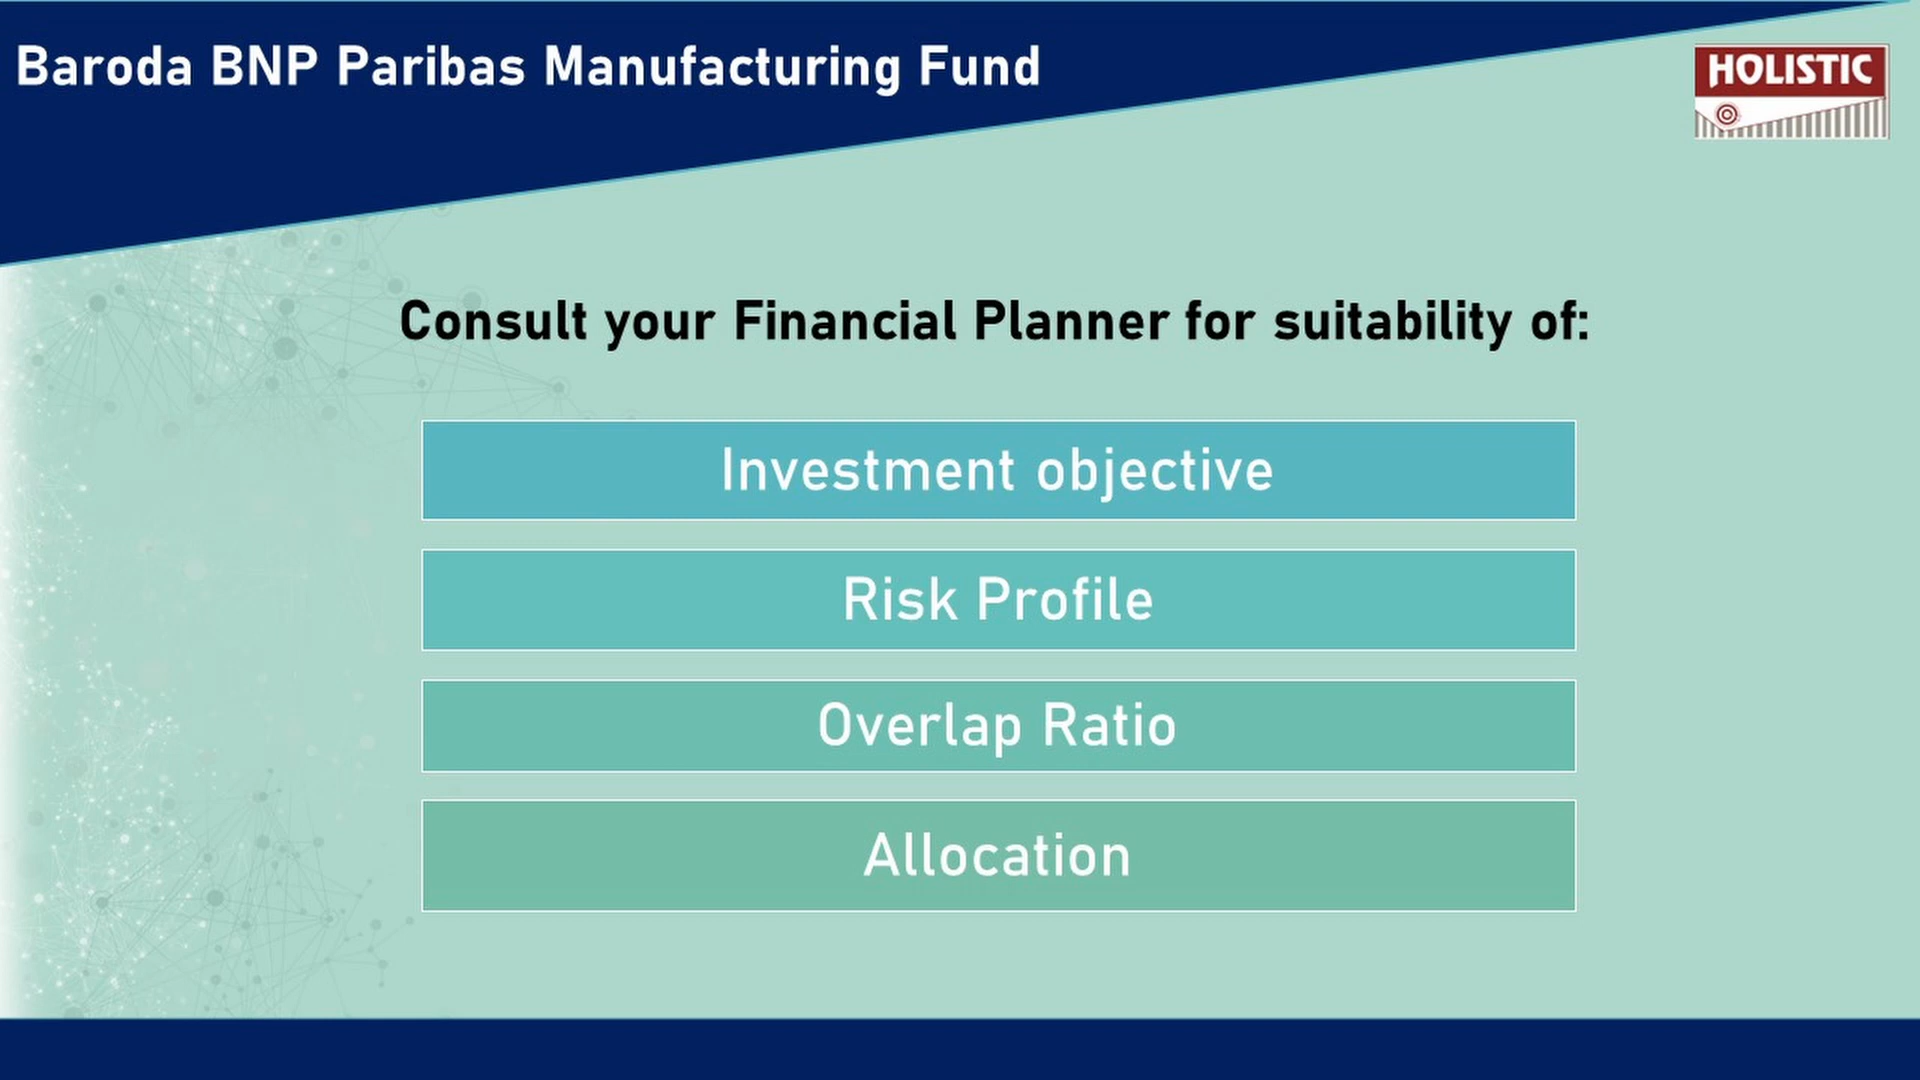 Baroda BNP Paribas Manufacturing Fund
HOLISTIC
Consult your Financial Planner for suitability of:
Investment objective
Risk Profile
Overlap Ratio
Allocation